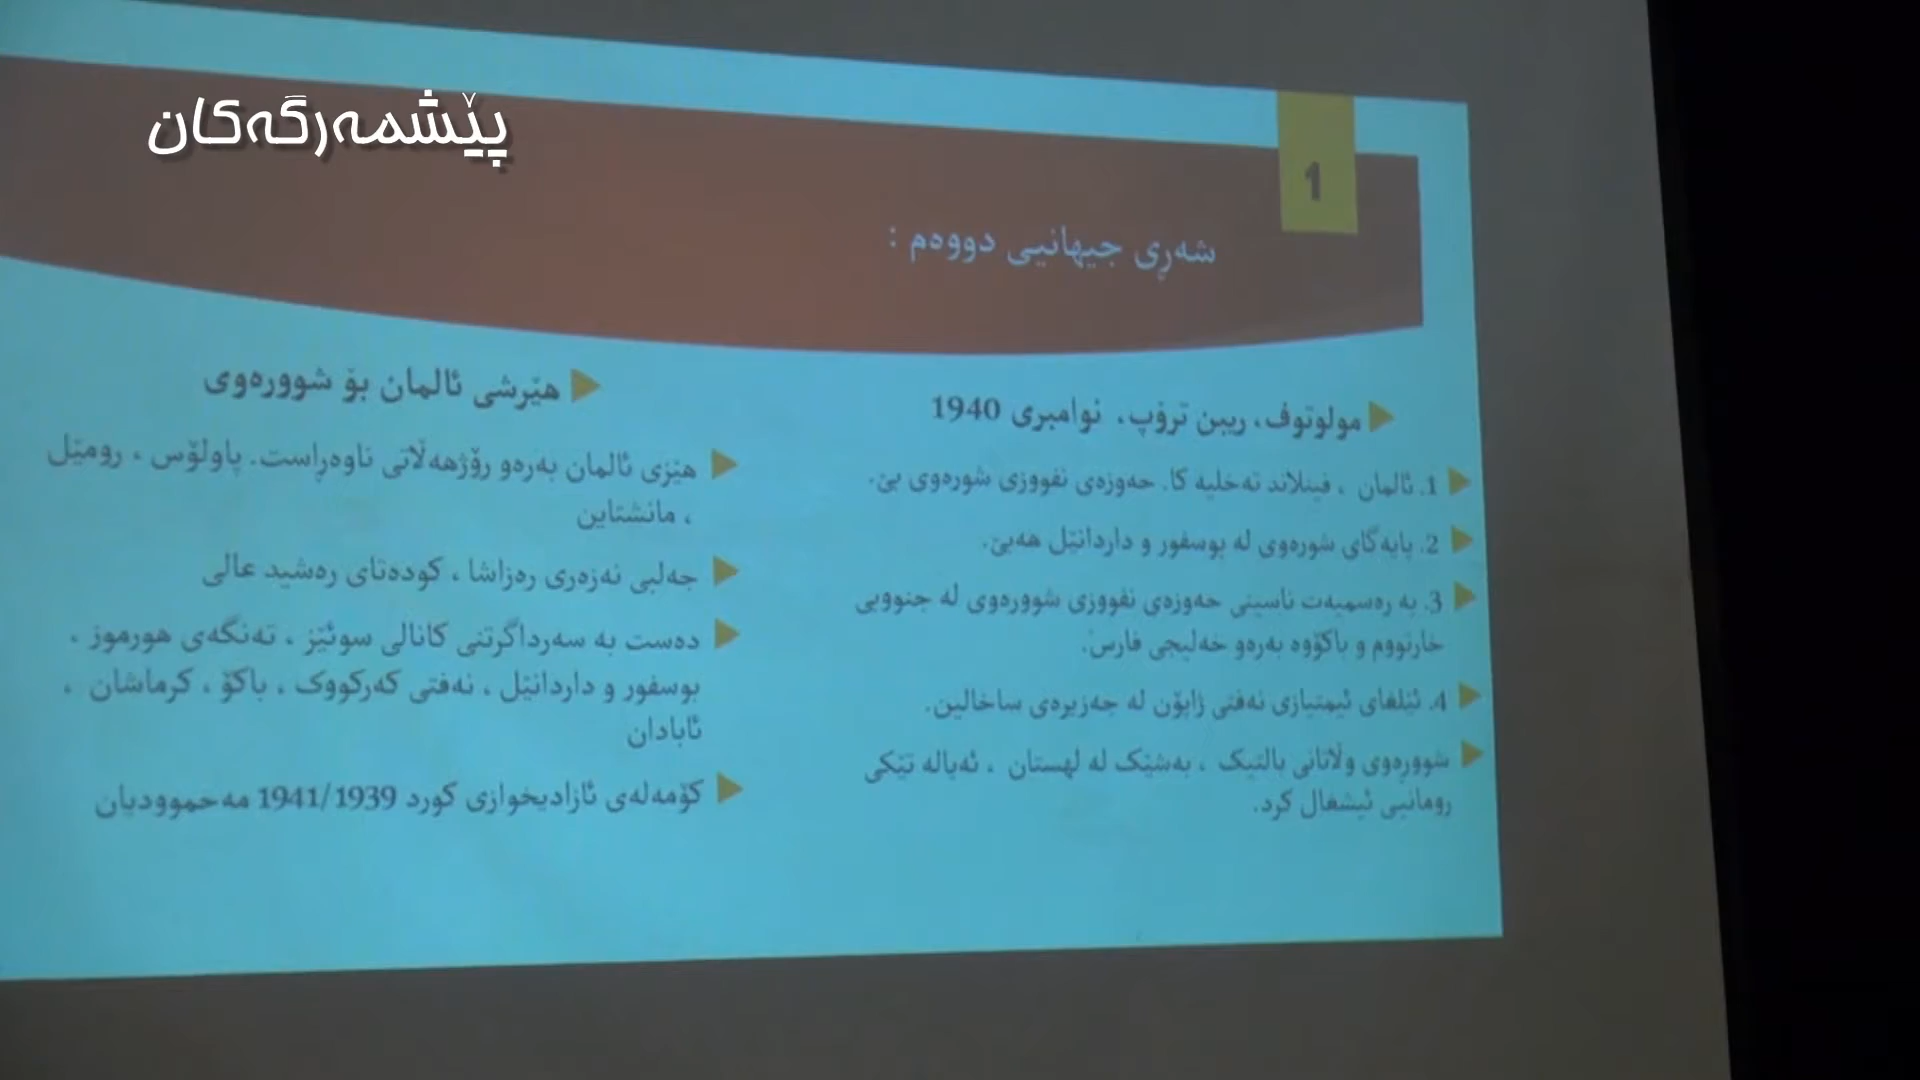 پێشمەرگەکان
1
شەڕی جیهانیی دووەم :
مولوتوف، ریبن ترۆپ، نوامبری 1940
1. ئالمان ، فینلاند تەخلیە کا. حەوزەی نفووزی شورەوی بێ.
2. پایەگای شورەوی لە بوسفور و داردانێل هەبێ.
3. بە رەسمیەت ناسینی حەوزەی نفووزی شوورەوی لە جنووبی
خارتووم و باکۆوە بەرەو خەلیجی فارس.
4. ئیلغای ئیمتیازی نەفتی ژاپۆن لە جەزیرەی ساخالین.
شوورەوی وڵاتانی بالتیک ، بەشێک لە لهستان ، ئەیالە تێکی
رومانیی ئیشغال کرد.
هێرشی ئالمان بۆ شوورەوی
هێزی ئالمان بەرەو رۆژهەڵاتی ناوەڕاست. پاولۆس ، رومێل
، مانشتاین
جەلبی نەزەری رەزاشا ، کودەتای رەشید عالی
دەست بە سەرداگرتنی کانالی سوئێز ، تەنگەی هورموز ،
بوسفور و داردانێل ، نەفتی کەرکووک ، باکۆ ، کرماشان ،
ئابادان
کۆمەلەی ئازادیخوازی کورد 1941/1939 مەحموودیان